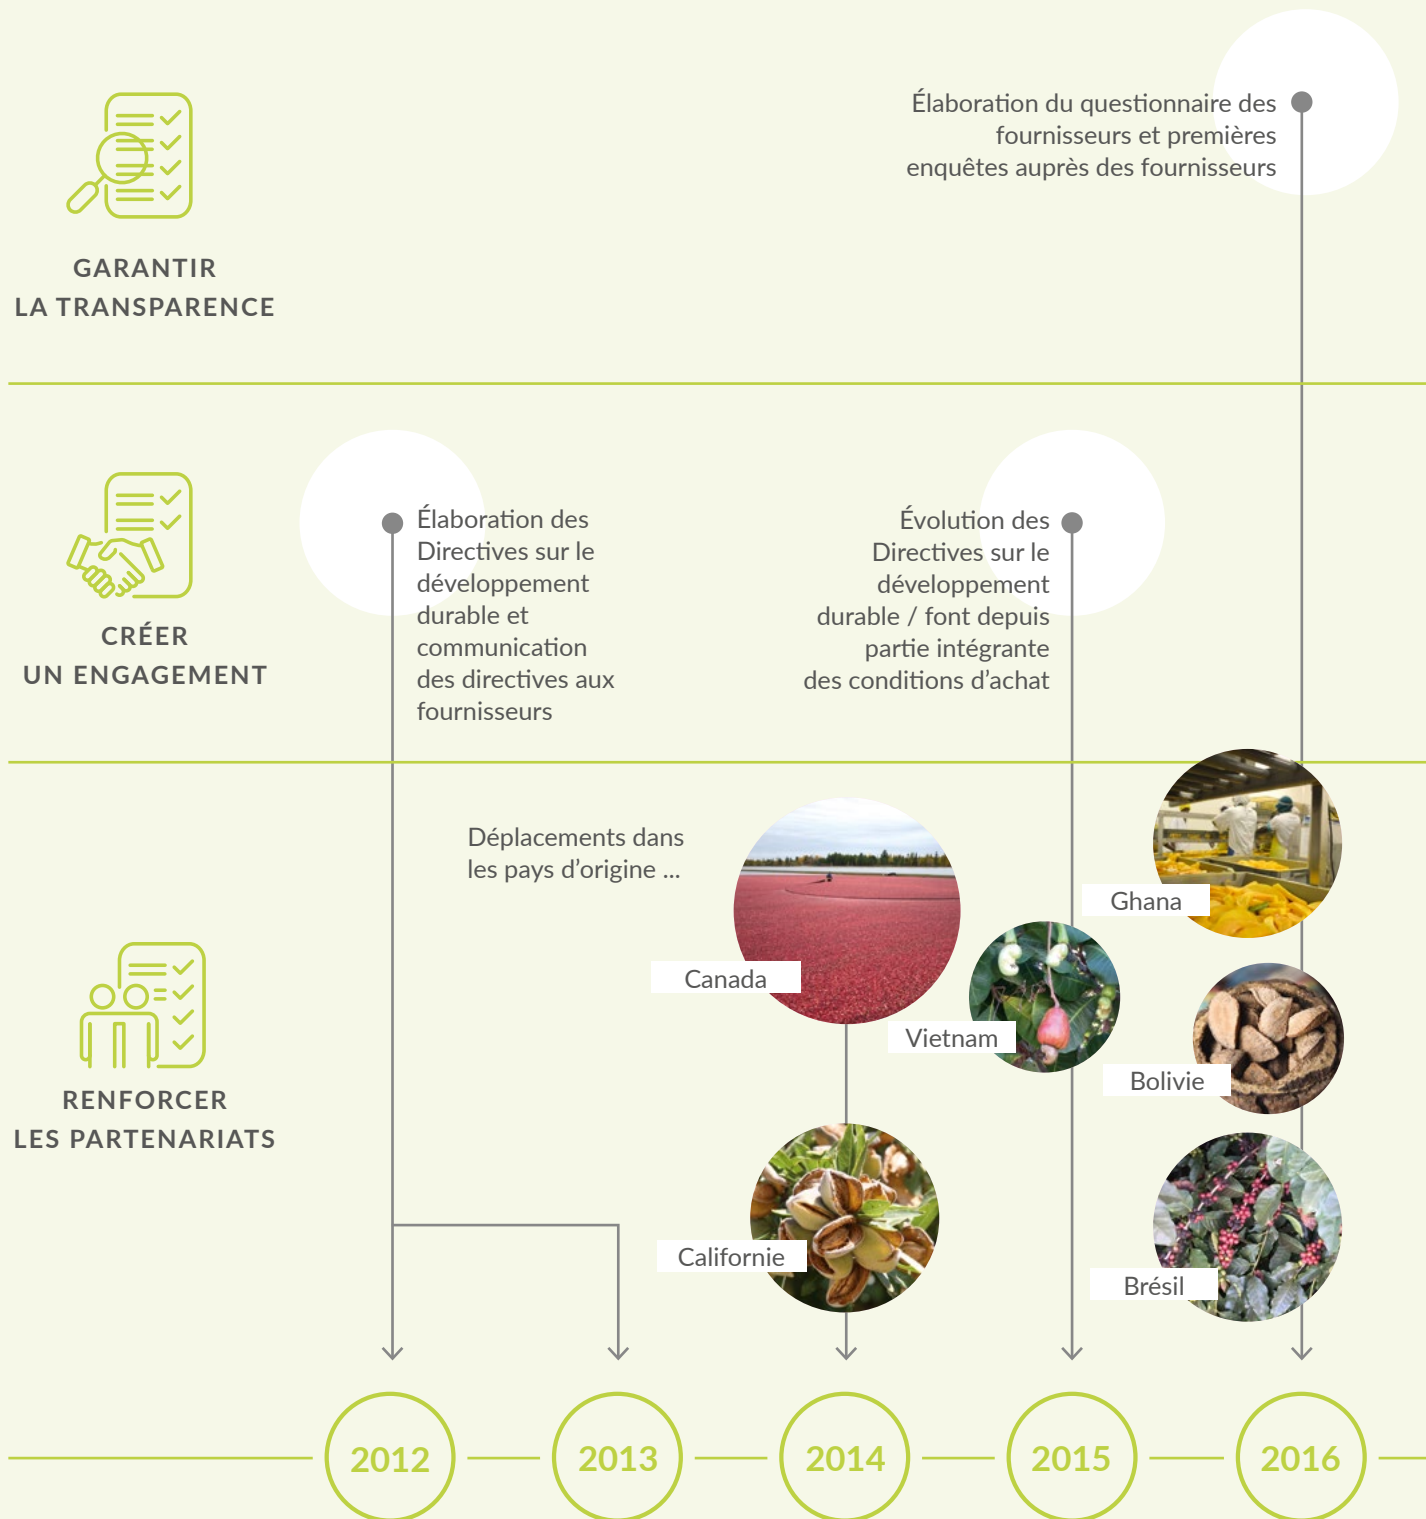 Élaboration du questionnaire des
fournisseurs et premières
enquêtes auprès des fournisseurs
GARANTIR
LA TRANSPARENCE
Élaboration des
Directives sur le
développement
durable et
communication
des directives aux
fournisseurs
Évolution des
Directives sur le
développement
durable / font depuis
partie intégrante
des conditions d’achat
CRÉER
UN ENGAGEMENT
Déplacements dans
les pays d’origine ...
Canada
Vietnam
Ghana
Bolivie
Californie
Brésil
RENFORCER
LES PARTENARIATS
2012
2013
2014
2015
2016